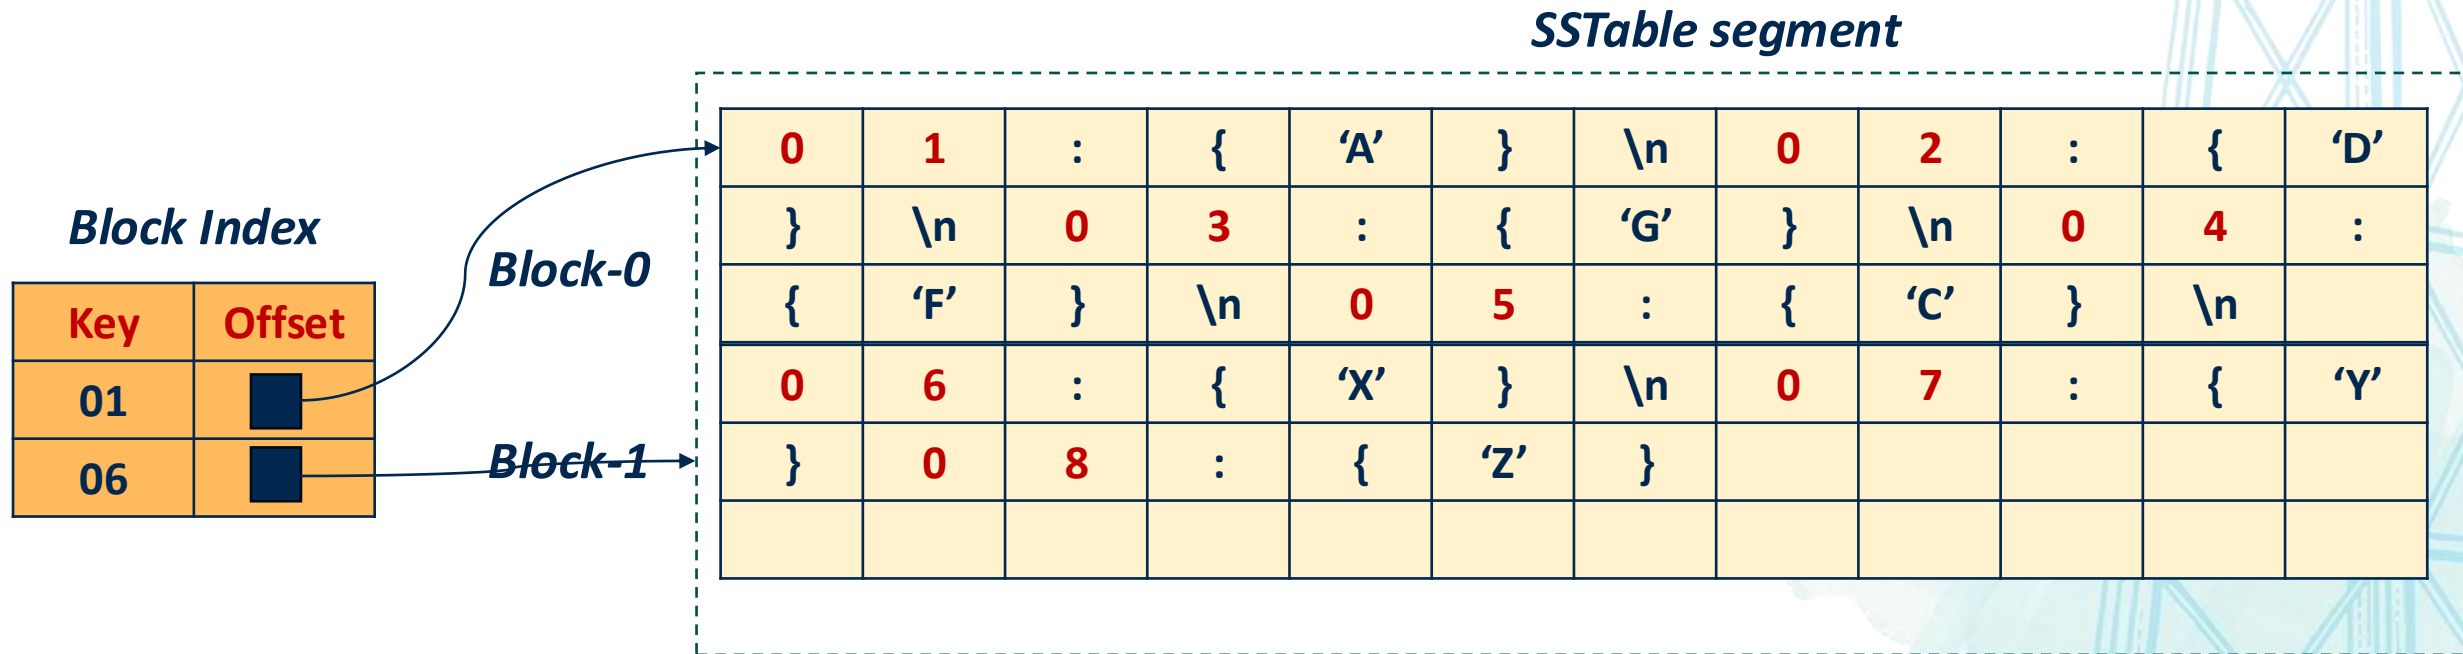 SSTable segment
0 1 : { ‘A’ } \n 0 2 : { ‘D’
} \n 0 3 : { ‘G’ } \n 0 4 :
{ ‘F’ } \n 0 5 : { ‘C’ } \n
0 6 : { ‘X’ } \n 0 7 : { ‘Y’
} 0 8 : { ‘Z’ }
Block Index
Key Offset
01
06
Block-0
Block-1